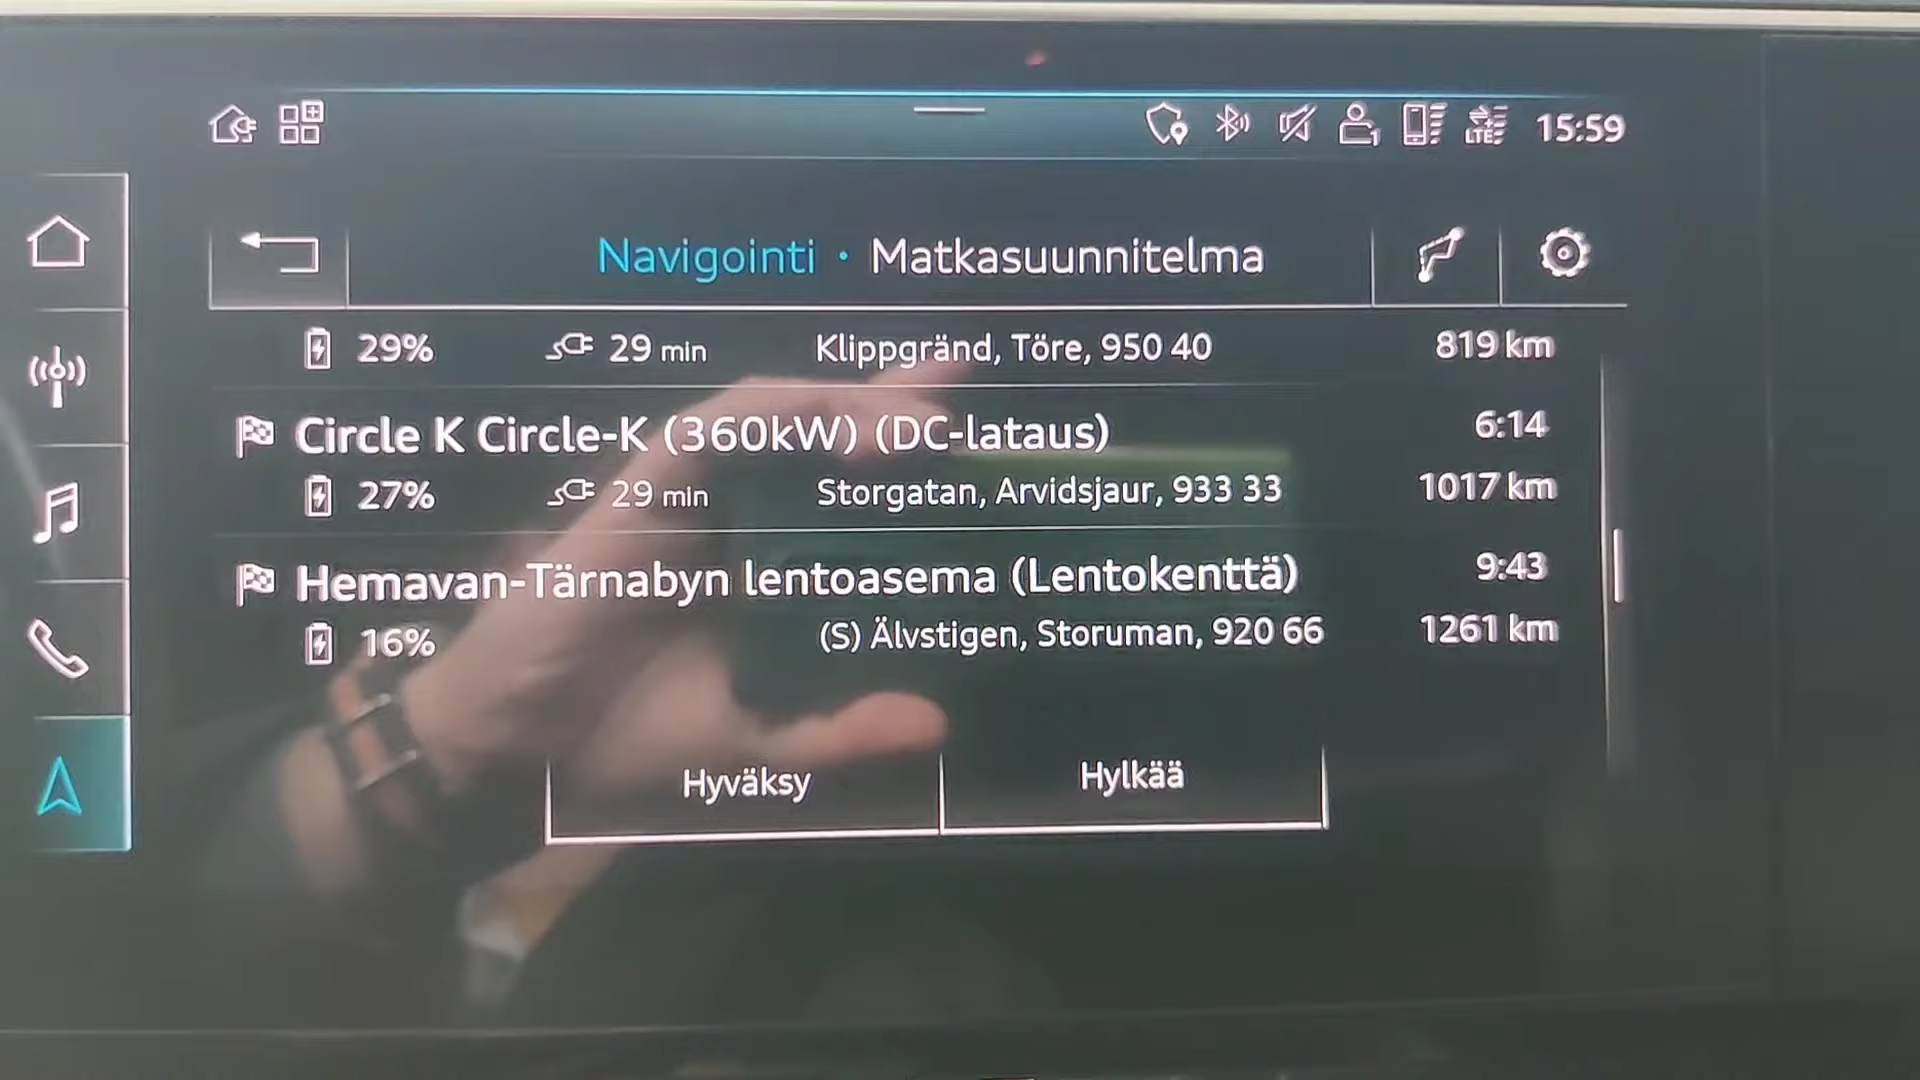 LTE 15:59
Navigointi · Matkasuunnitelma
29% 29 min Klippgränd, Töre, 950 40 819 km
Circle K Circle-K (360kW) (DC-lataus) 6:14
27% 29 min Storgatan, Arvidsjaur, 933 33 1017 km
Hemavan-Tärnabyn lentoasema (Lentokenttä) 9:43
16% (S) Älvstigen, Storuman, 920 66 1261 km
Hyväksy Hylkää